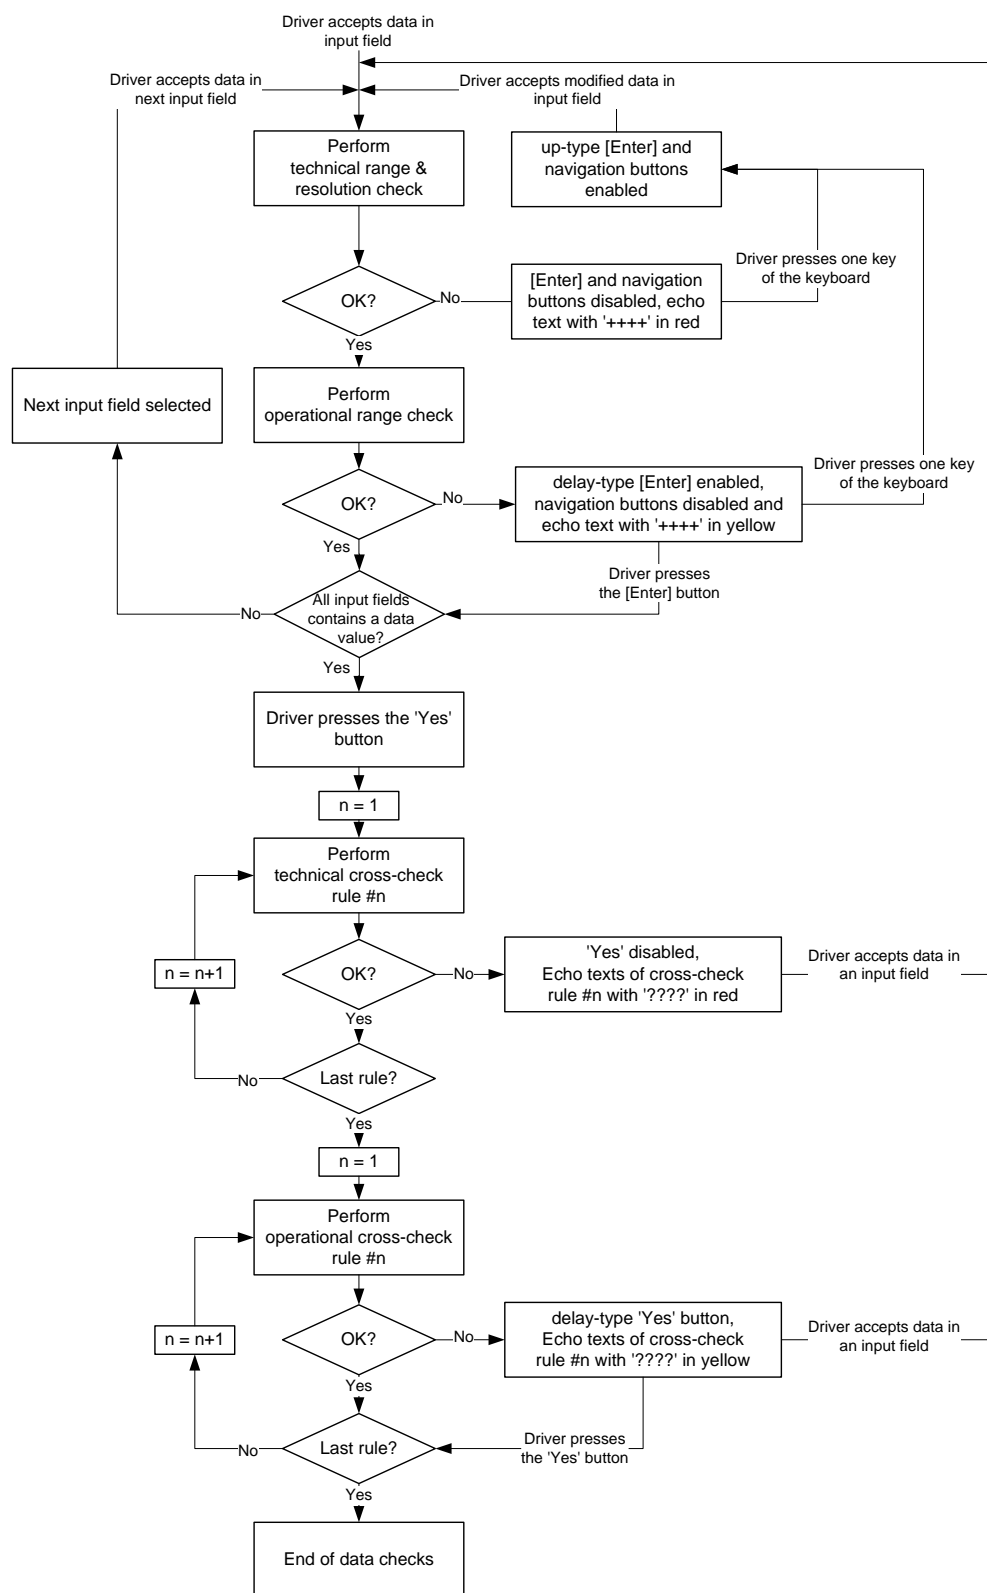 Driver accepts data in
input field
Driver accepts data in
next input field
Driver accepts modified data in
input field
Perform
technical range &
resolution check
up-type [Enter] and
navigation buttons
enabled
Driver presses one key
of the keyboard
OK?
No
[Enter] and navigation
buttons disabled, echo
text with '++++' in red
Yes
Next input field selected
Perform
operational range check
Driver presses one key
of the keyboard
OK?
No
delay-type [Enter] enabled,
navigation buttons disabled and
echo text with '++++' in yellow
Yes
Driver presses
the [Enter] button
No
All input fields
contains a data
value?
Yes
Driver presses the 'Yes'
button
n = 1
Perform
technical cross-check
rule #n
n = n+1
OK?
No
'Yes' disabled,
Echo texts of cross-check
rule #n with '????' in red
Driver accepts data in
an input field
Yes
No
Last rule?
Yes
n = 1
Perform
operational cross-check
rule #n
n = n+1
OK?
No
delay-type 'Yes' button,
Echo texts of cross-check
rule #n with '????' in yellow
Driver accepts data in
an input field
Yes
No
Last rule?
Driver presses
the 'Yes' button
Yes
End of data checks